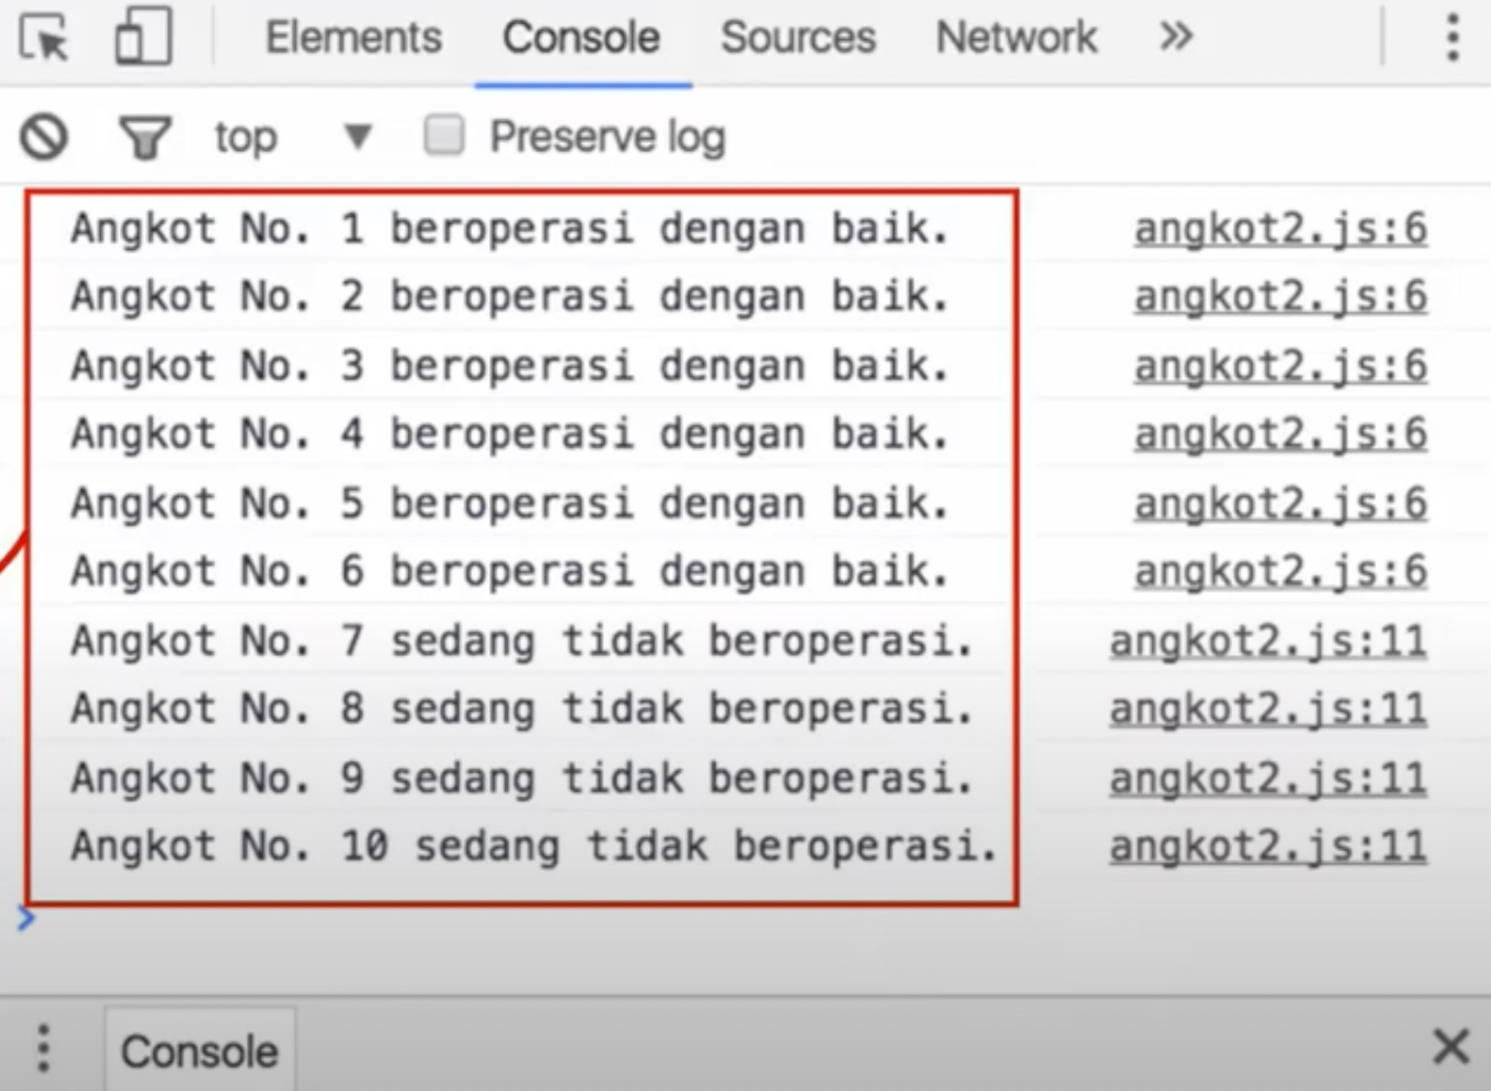 Elements Console Sources Network »
top ▼ Preserve log
Angkot No. 1 beroperasi dengan baik. angkot2.js:6
Angkot No. 2 beroperasi dengan baik. angkot2.js:6
Angkot No. 3 beroperasi dengan baik. angkot2.js:6
Angkot No. 4 beroperasi dengan baik. angkot2.js:6
Angkot No. 5 beroperasi dengan baik. angkot2.js:6
Angkot No. 6 beroperasi dengan baik. angkot2.js:6
Angkot No. 7 sedang tidak beroperasi. angkot2.js:11
Angkot No. 8 sedang tidak beroperasi. angkot2.js:11
Angkot No. 9 sedang tidak beroperasi. angkot2.js:11
Angkot No. 10 sedang tidak beroperasi. angkot2.js:11
Console